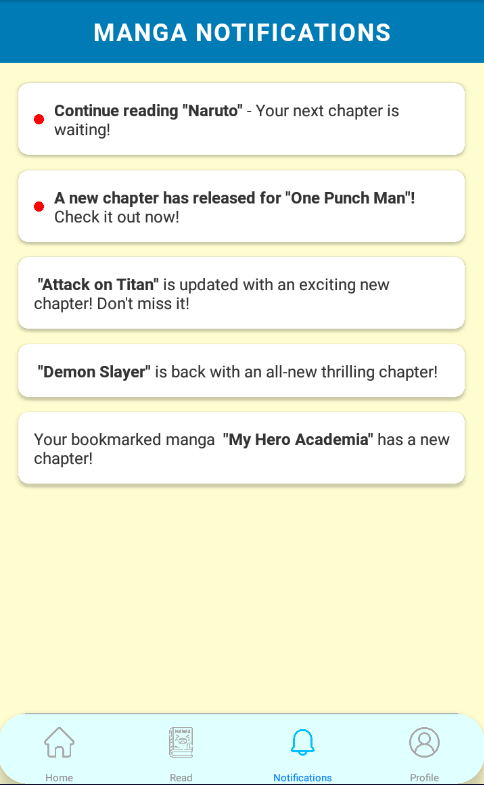 MANGA NOTIFICATIONS
Continue reading "Naruto" - Your next chapter is
waiting!
A new chapter has released for "One Punch Man"!
Check it out now!
"Attack on Titan" is updated with an exciting new
chapter! Don't miss it!
"Demon Slayer" is back with an all-new thrilling chapter!
Your bookmarked manga "My Hero Academia" has a new
chapter!
Home
Read
Notifications
Profile